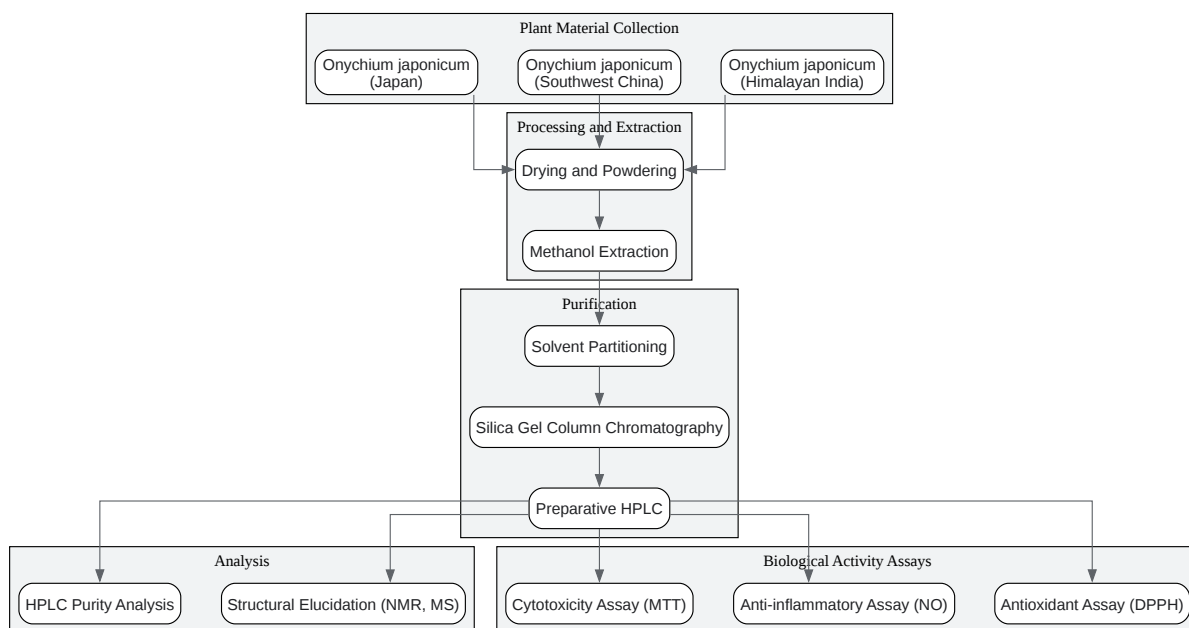 Plant Material Collection
Onychium japonicum
(Japan)
Onychium japonicum
(Southwest China)
Onychium japonicum
(Himalayan India)
Processing and Extraction
Drying and Powdering
Methanol Extraction
Purification
Solvent Partitioning
Silica Gel Column Chromatography
Preparative HPLC
Analysis
HPLC Purity Analysis
Structural Elucidation (NMR, MS)
Biological Activity Assays
Cytotoxicity Assay (MTT)
Anti-inflammatory Assay (NO)
Antioxidant Assay (DPPH)